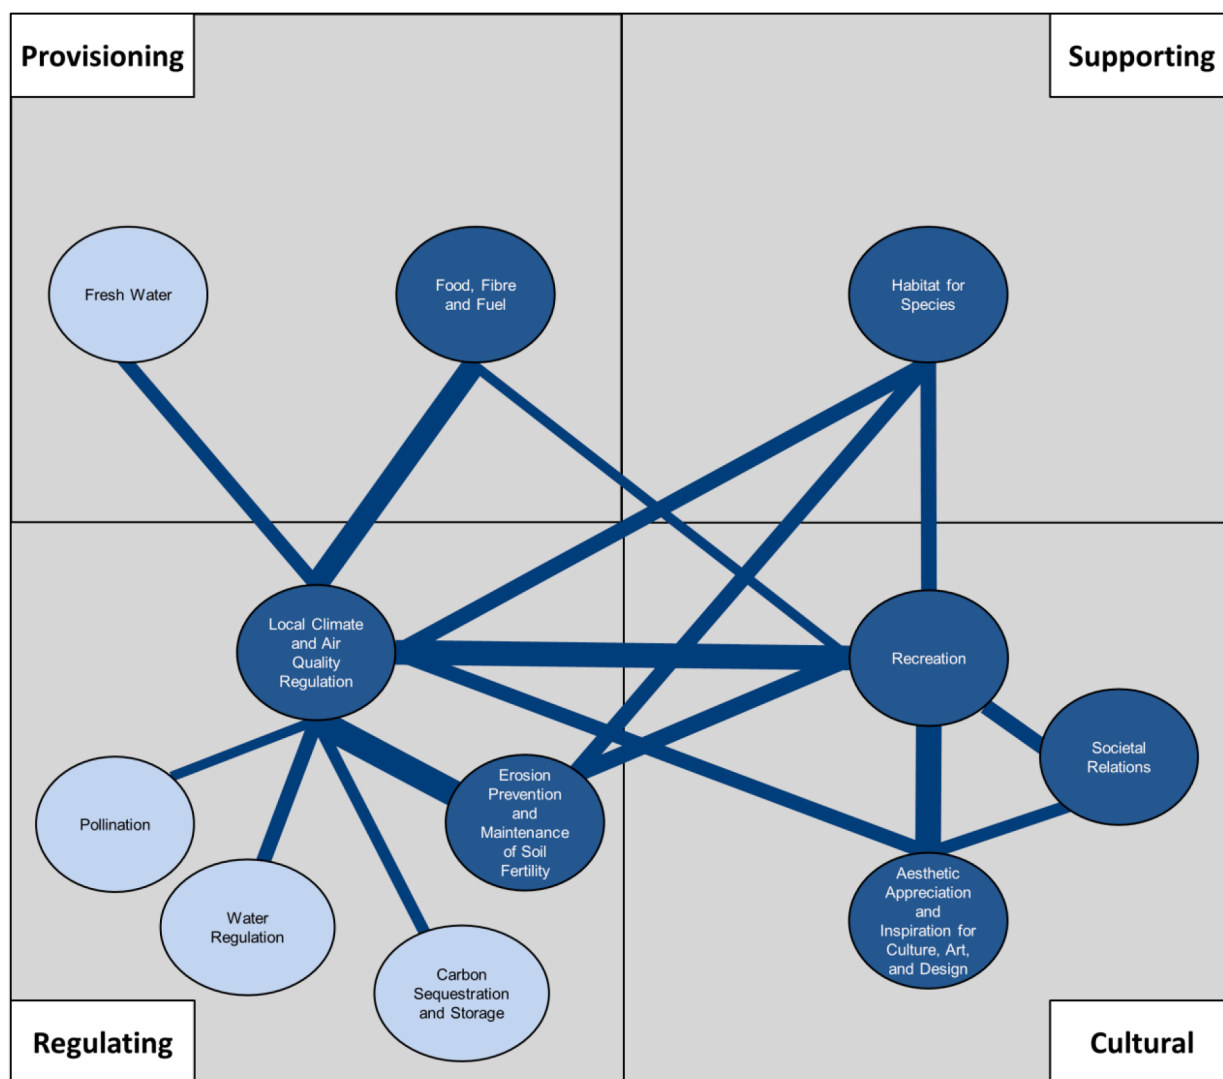 Provisioning
Supporting
Fresh Water
Food, Fibre
and Fuel
Habitat for
Species
Local Climate
and Air
Quality
Regulation
Recreation
Societal
Relations
Pollination
Erosion
Prevention
and
Maintenance
of Soil
Fertility
Water
Regulation
Aesthetic
Appreciation
and
Inspiration for
Culture, Art,
and Design
Carbon
Sequestration
and Storage
Regulating
Cultural